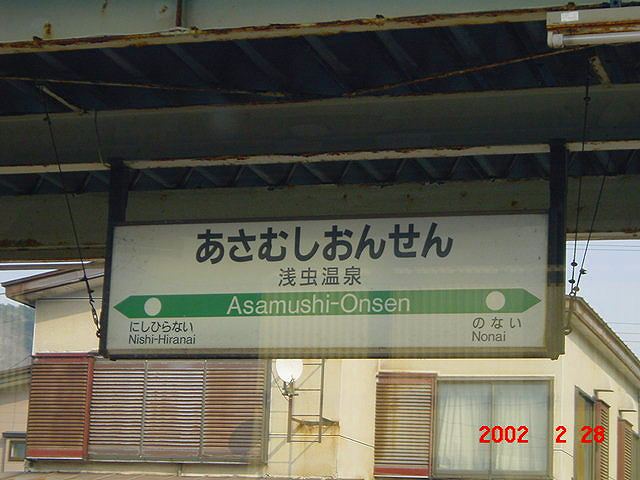 あさむしおんせん
浅虫温泉
Asamushi-Onsen
にしひらない
Nishi-Hiranai
のない
Nonai
2002 2 28